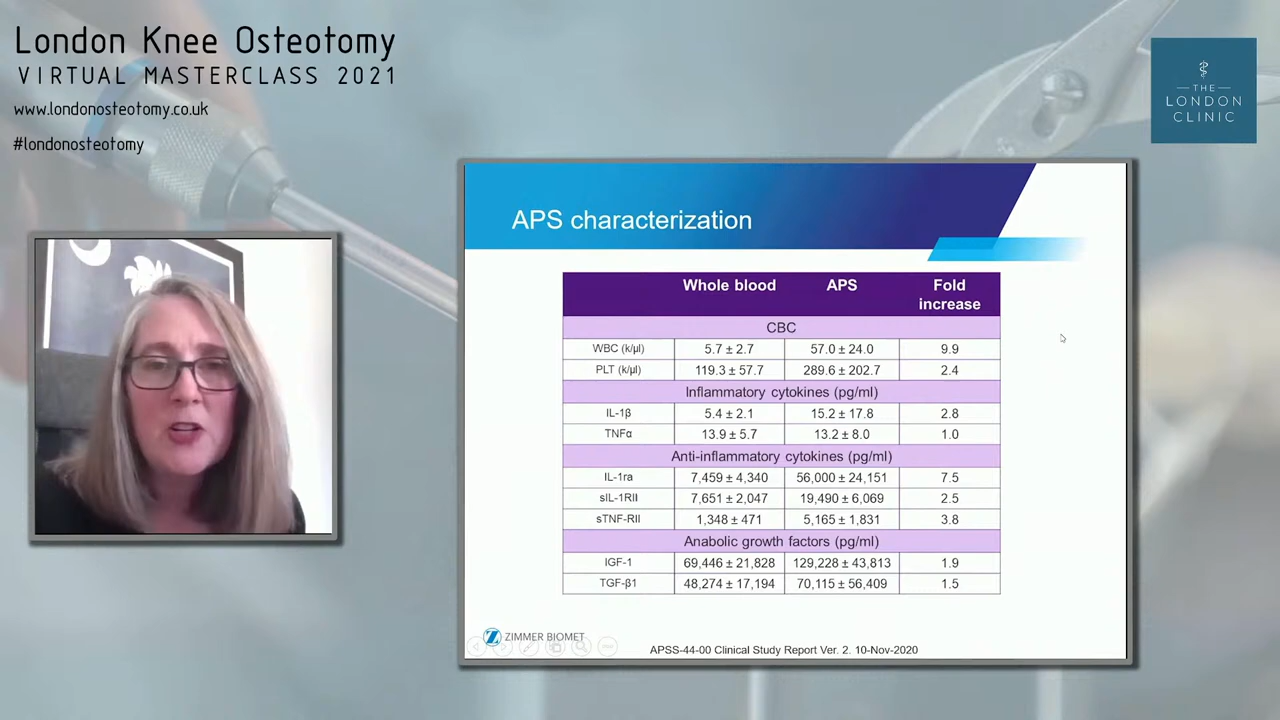 London Knee Osteotomy
VIRTUAL MASTERCLASS 2021
www.londonosteotomy.co.uk
#londonosteotomy
THE
LONDON
CLINIC
APS characterization
Whole blood APS Fold increase
CBC
WBC (k/µl) 5.7 ± 2.7 57.0 ± 24.0 9.9
PLT (k/µl) 119.3 ± 57.7 289.6 ± 202.7 2.4
Inflammatory cytokines (pg/ml)
IL-1β 5.4 ± 2.1 15.2 ± 17.8 2.8
TNFα 13.9 ± 5.7 13.2 ± 8.0 1.0
Anti-inflammatory cytokines (pg/ml)
IL-1ra 7,459 ± 4,340 56,000 ± 24,151 7.5
sIL-1RII 7,651 ± 2,047 19,490 ± 6,069 2.5
sTNF-RII 1,348 ± 471 5,165 ± 1,831 3.8
Anabolic growth factors (pg/ml)
IGF-1 69,446 ± 21,828 129,228 ± 43,813 1.9
TGF-β1 48,274 ± 17,194 70,115 ± 56,409 1.5
ZIMMER BIOMET
APSS-44-00 Clinical Study Report Ver. 2. 10-Nov-2020